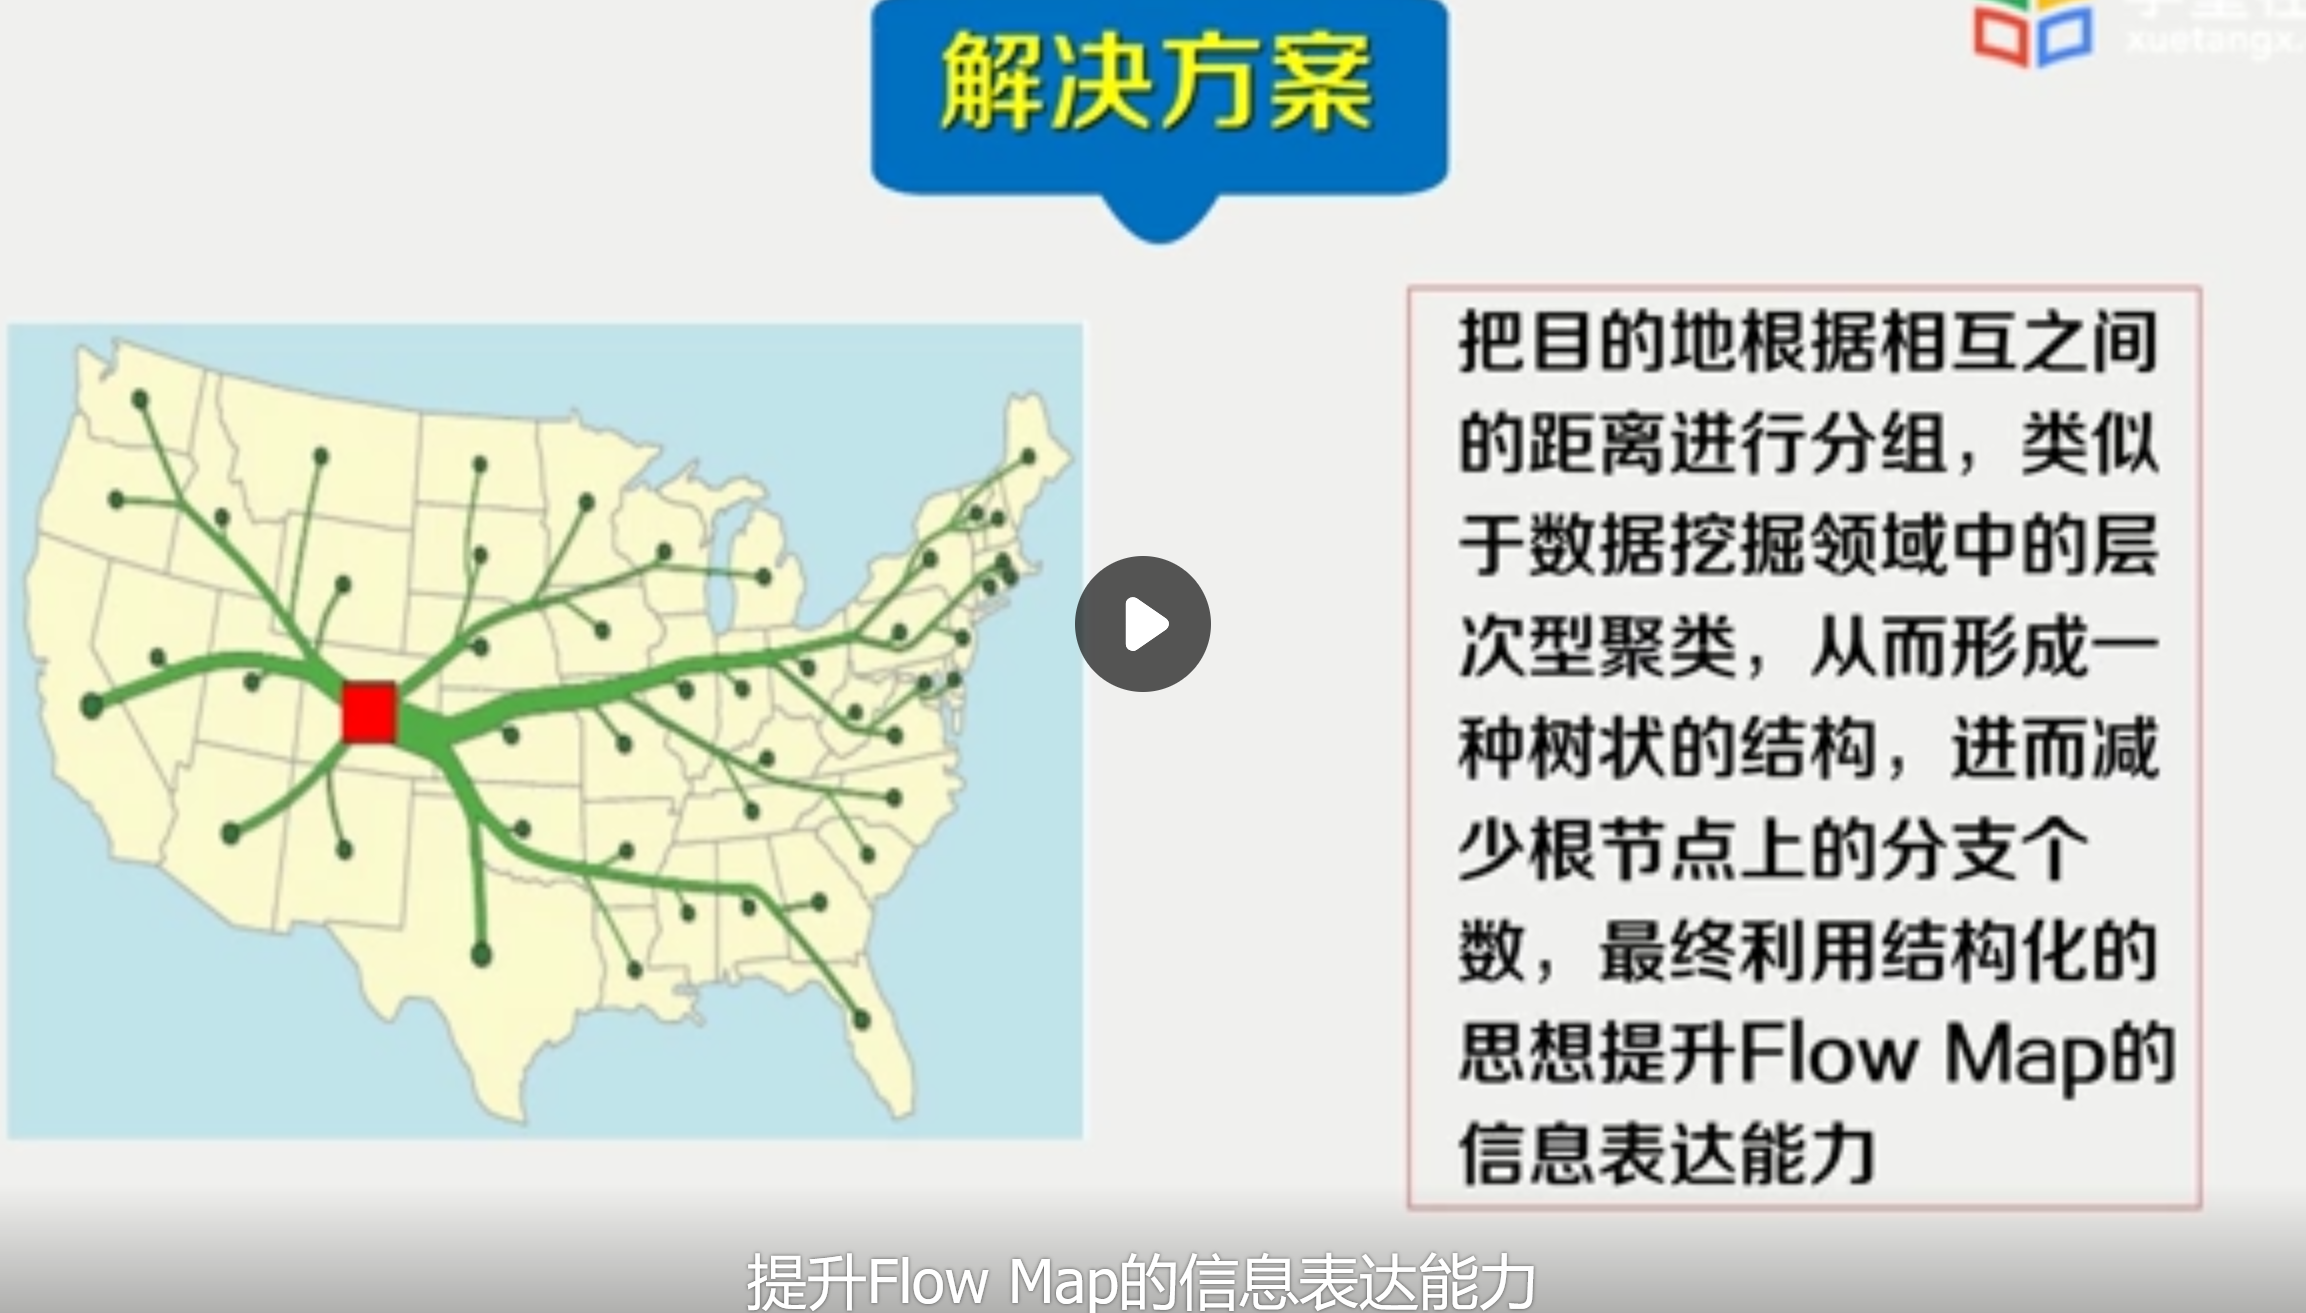 解决方案
xuetangx.
把目的地根据相互之间
的距离进行分组，类似
于数据挖掘领域中的层
次型聚类，从而形成一
种树状的结构，进而减
少根节点上的分支个
数，最终利用结构化的
思想提升Flow Map的
信息表达能力
提升Flow Map的信息表达能力